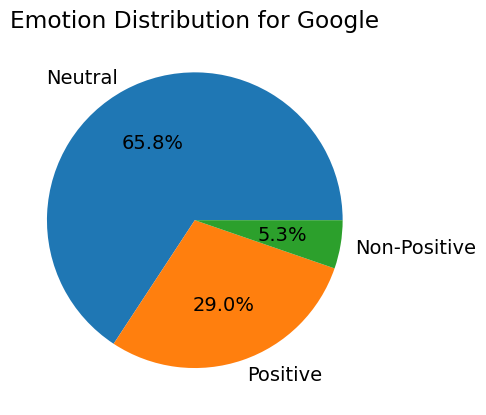 Emotion Distribution for Google
Neutral
65.8%
5.3%
Non-Positive
29.0%
Positive